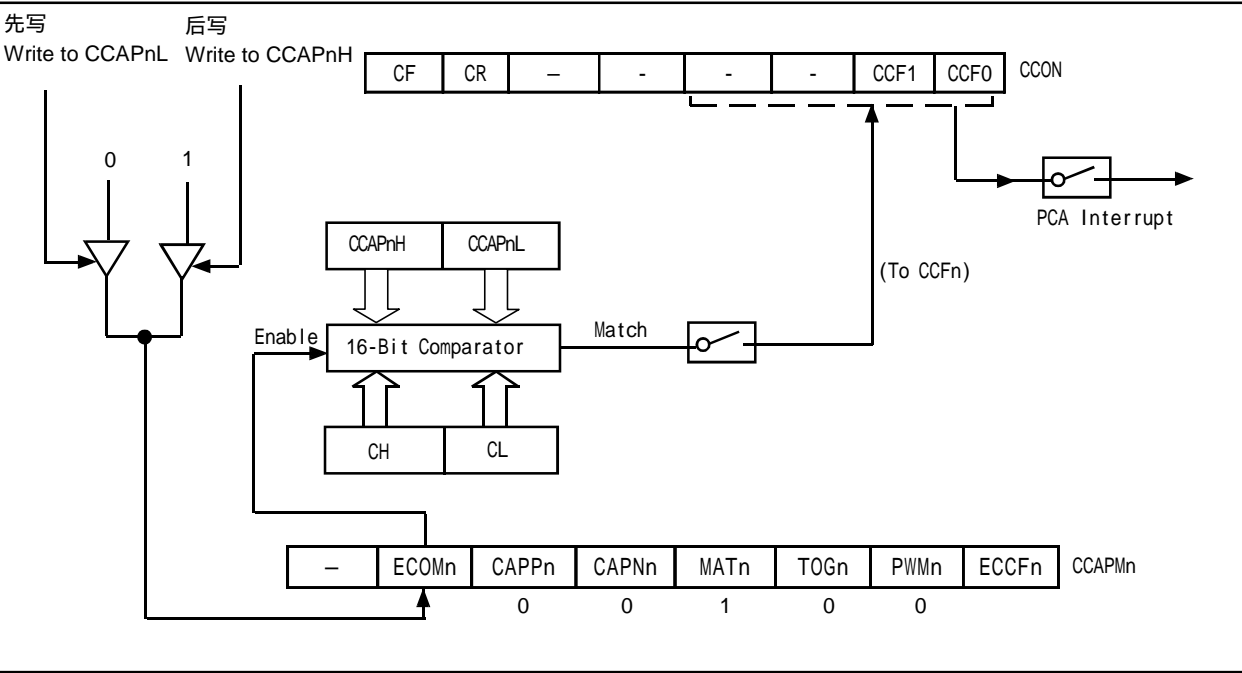 先写 后写
Write to CCAPnL Write to CCAPnH
CF CR – - - - CCF1 CCF0 CCON
0 1
PCA Interrupt
CCAPnH CCAPnL
(To CCFn)
Enable 16-Bit Comparator Match
CH CL
– ECOMn CAPPn CAPNn MATn TOGn PWMn ECCFn CCAPMn
0 0 1 0 0